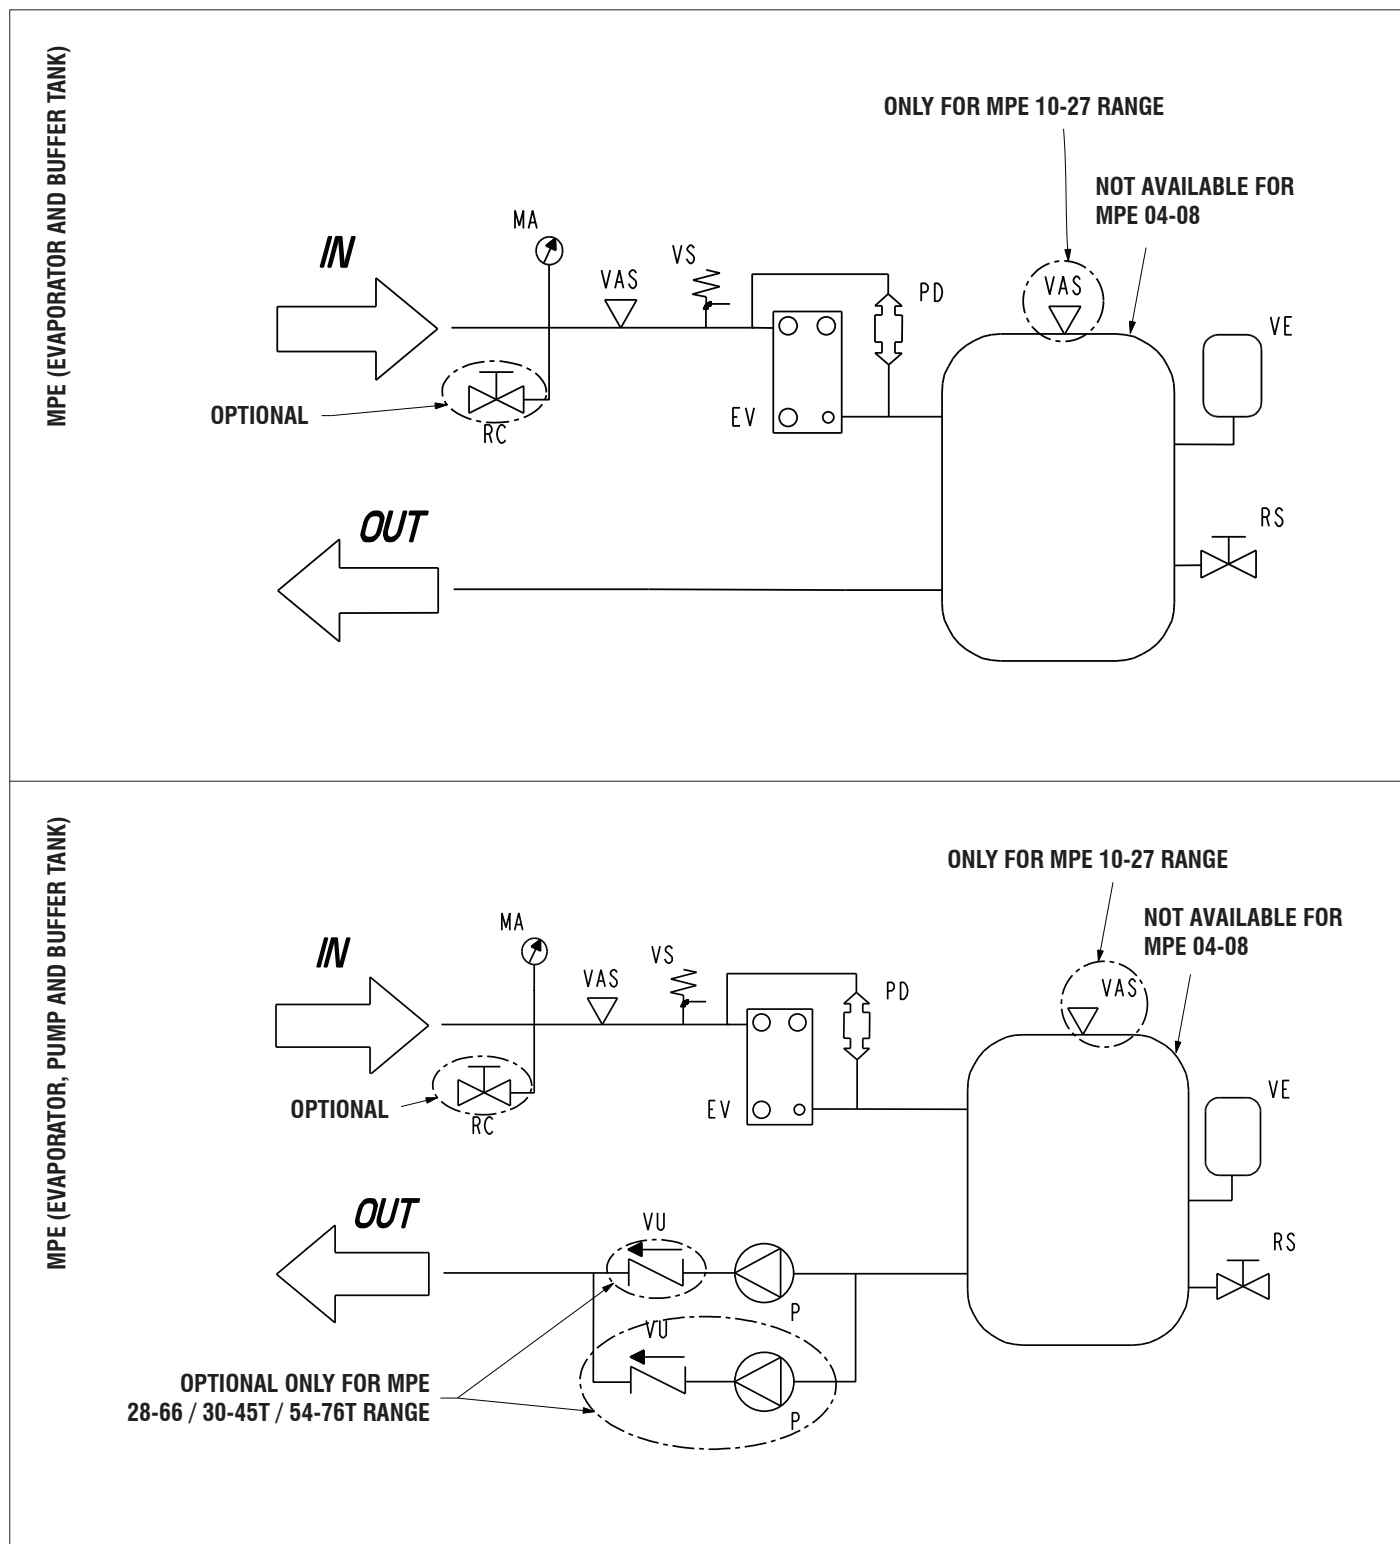 MPE (EVAPORATOR AND BUFFER TANK)
ONLY FOR MPE 10-27 RANGE
NOT AVAILABLE FOR
MPE 04-08
MA
IN
VAS
VS
PD
VAS
VE
OPTIONAL
RC
EV
OUT
RS
MPE (EVAPORATOR, PUMP AND BUFFER TANK)
ONLY FOR MPE 10-27 RANGE
NOT AVAILABLE FOR
MPE 04-08
MA
IN
VAS
VS
PD
VAS
VE
OPTIONAL
RC
EV
OUT
VU
P
RS
VU
P
OPTIONAL ONLY FOR MPE
28-66 / 30-45T / 54-76T RANGE